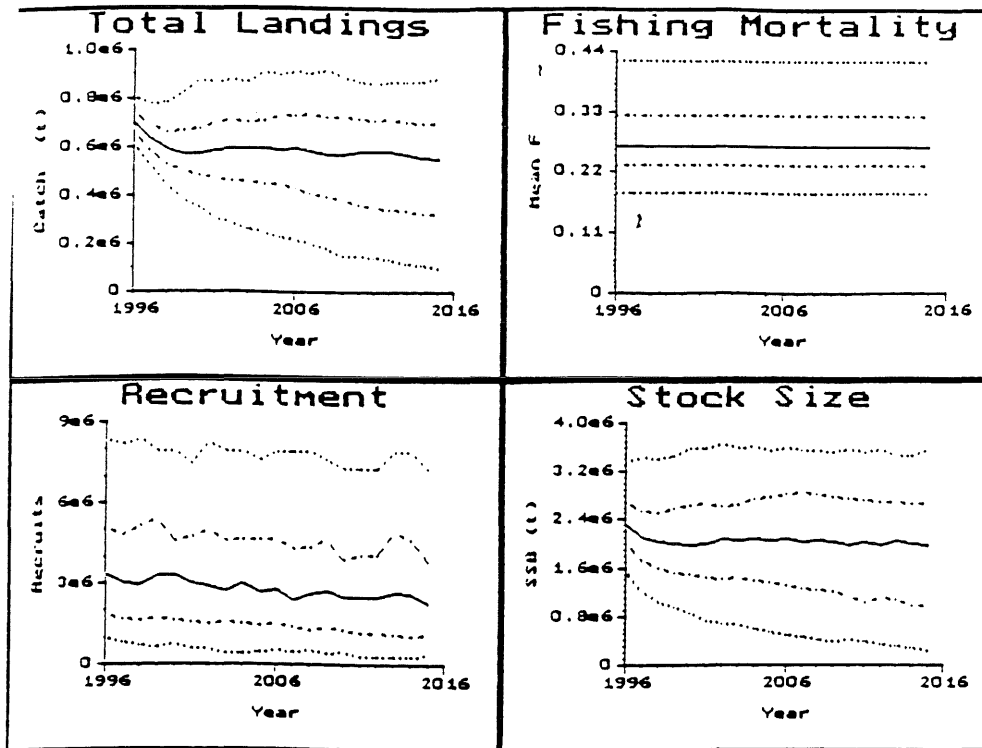 Total Landings
1.0e6
0.8e6
0.6e6
0.4e6
0.2e6
0
Catch (t)
1996
2006
2016
Year
Fishing Mortality
0.44
0.33
0.22
0.11
0
Mean F
1996
2006
2016
Year
Recruitment
9e6
6e6
3e6
0
Recruits
1996
2006
2016
Year
Stock Size
4.0e6
3.2e6
2.4e6
1.6e6
0.8e6
0
SSB (t)
1996
2006
2016
Year